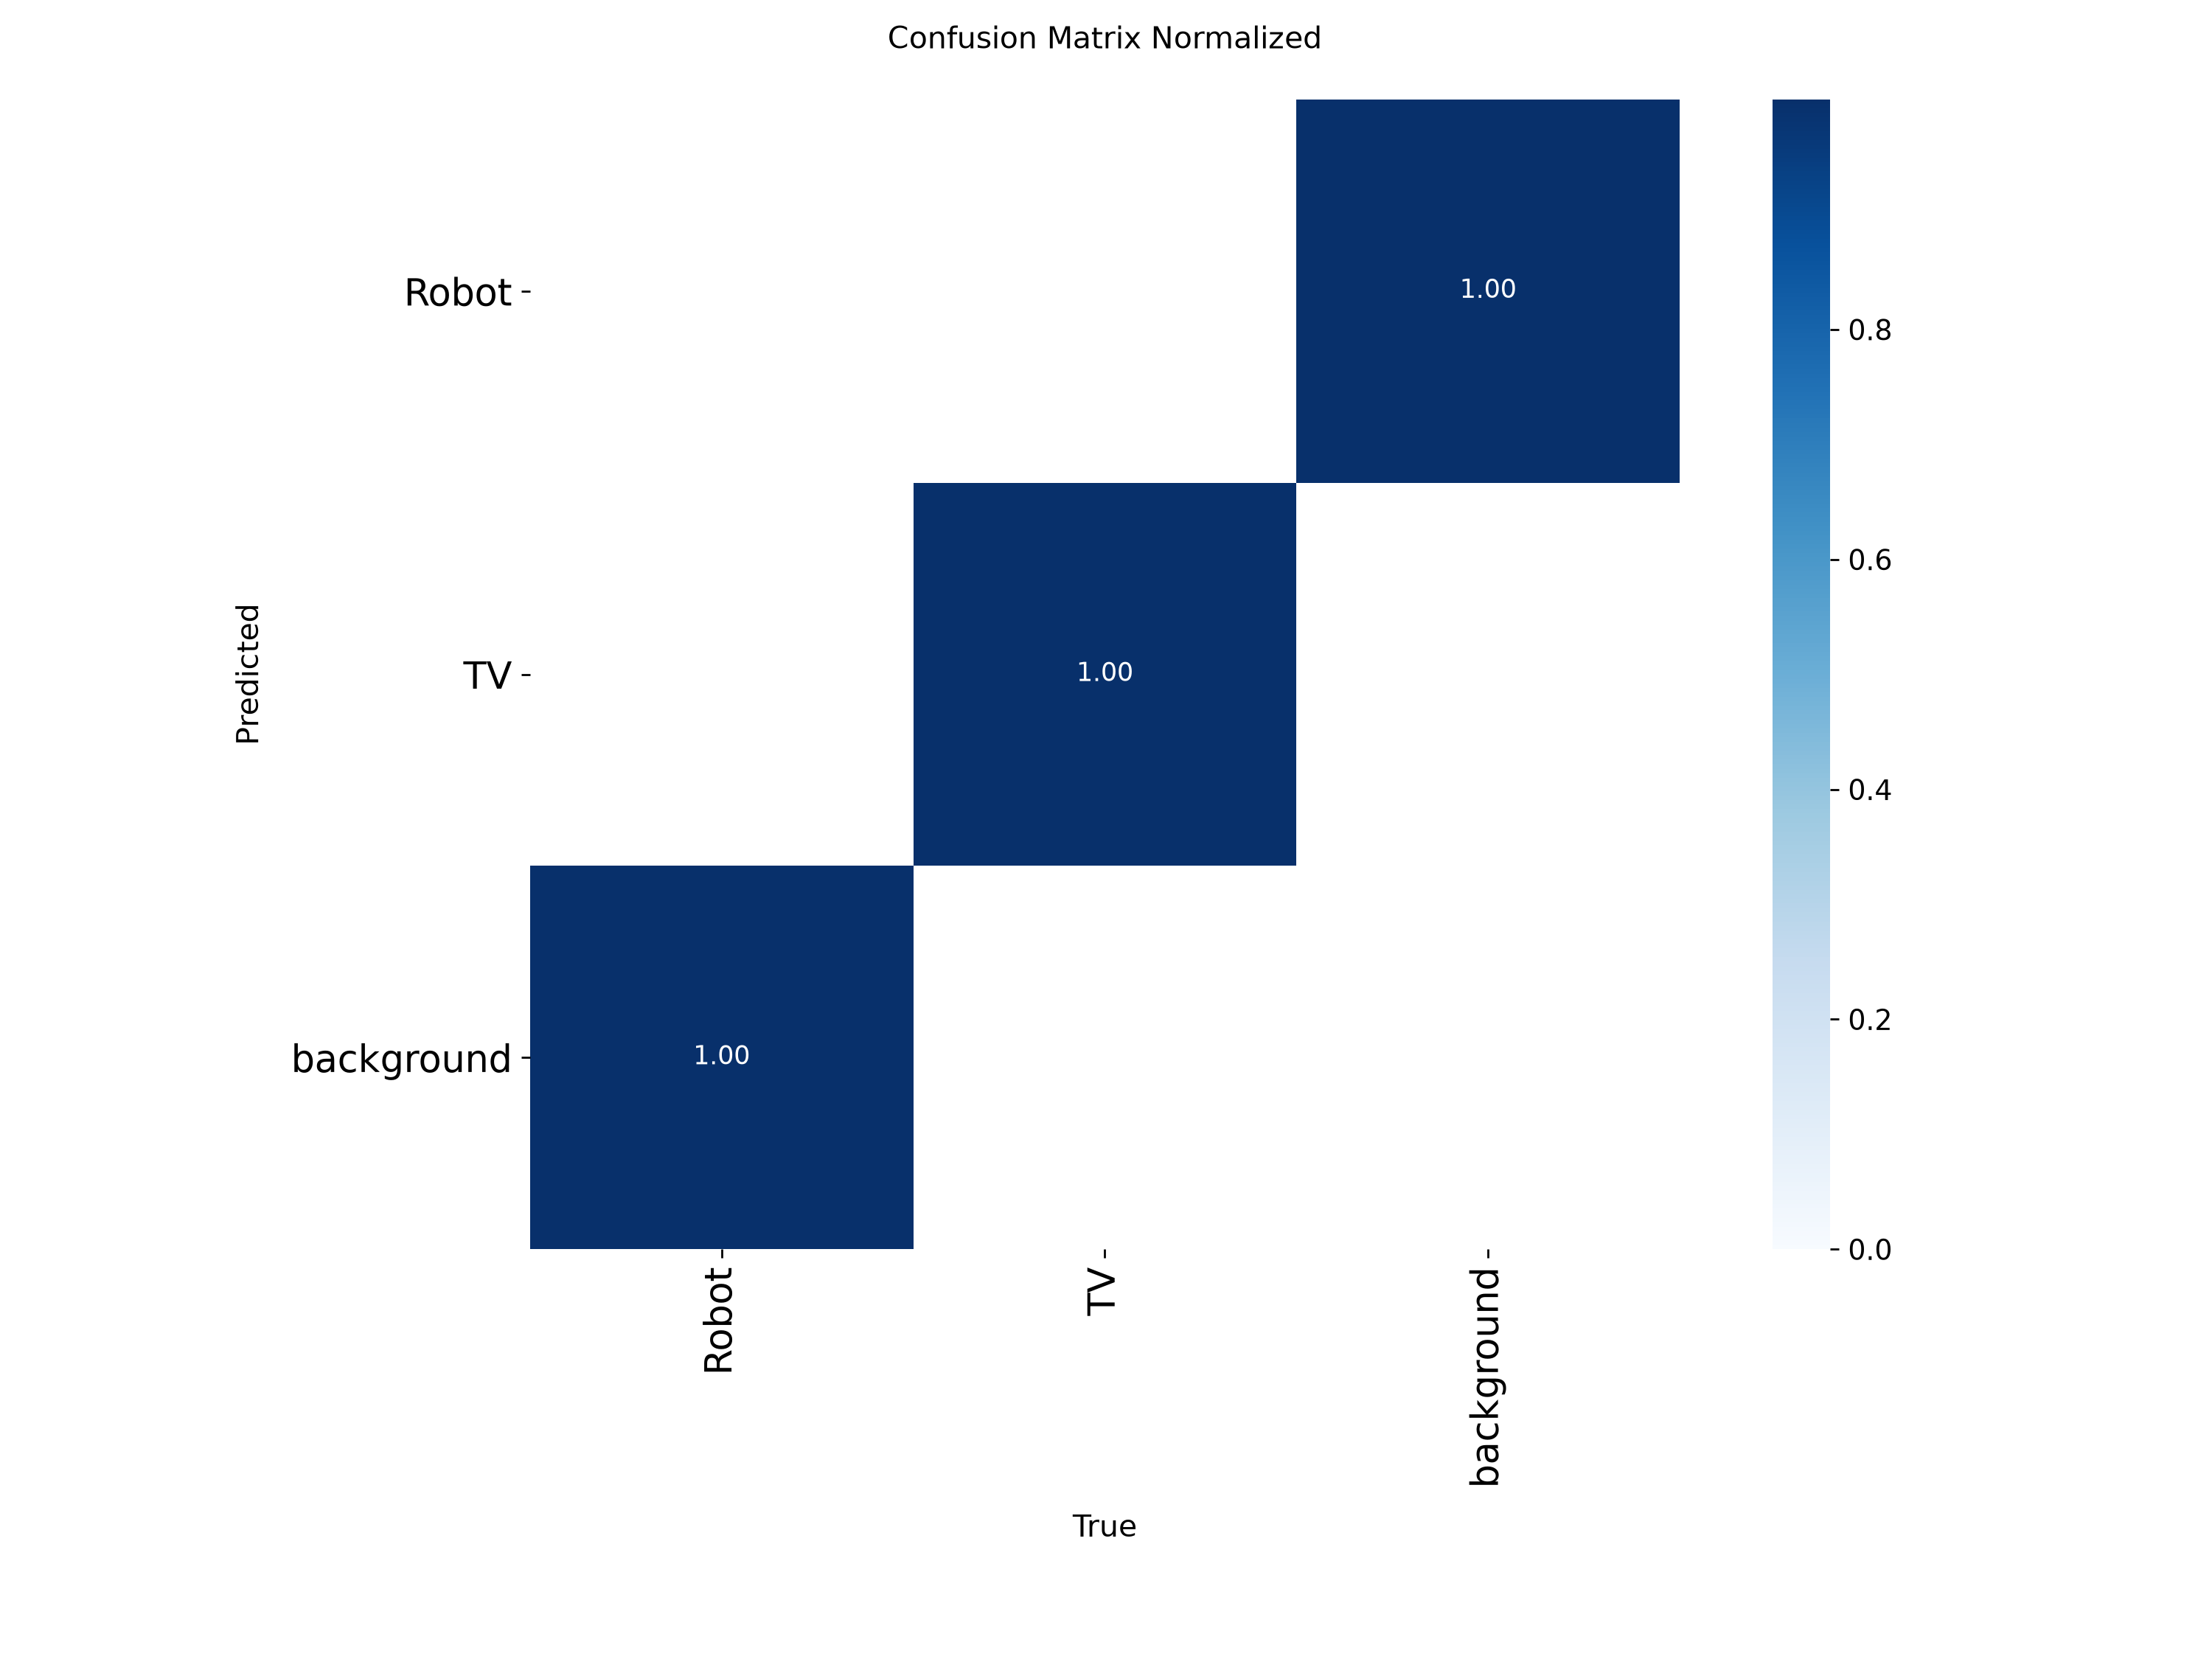 Confusion Matrix Normalized
Predicted
Robot
TV
background
1.00
1.00
1.00
Robot
TV
background
True
0.8
0.6
0.4
0.2
0.0